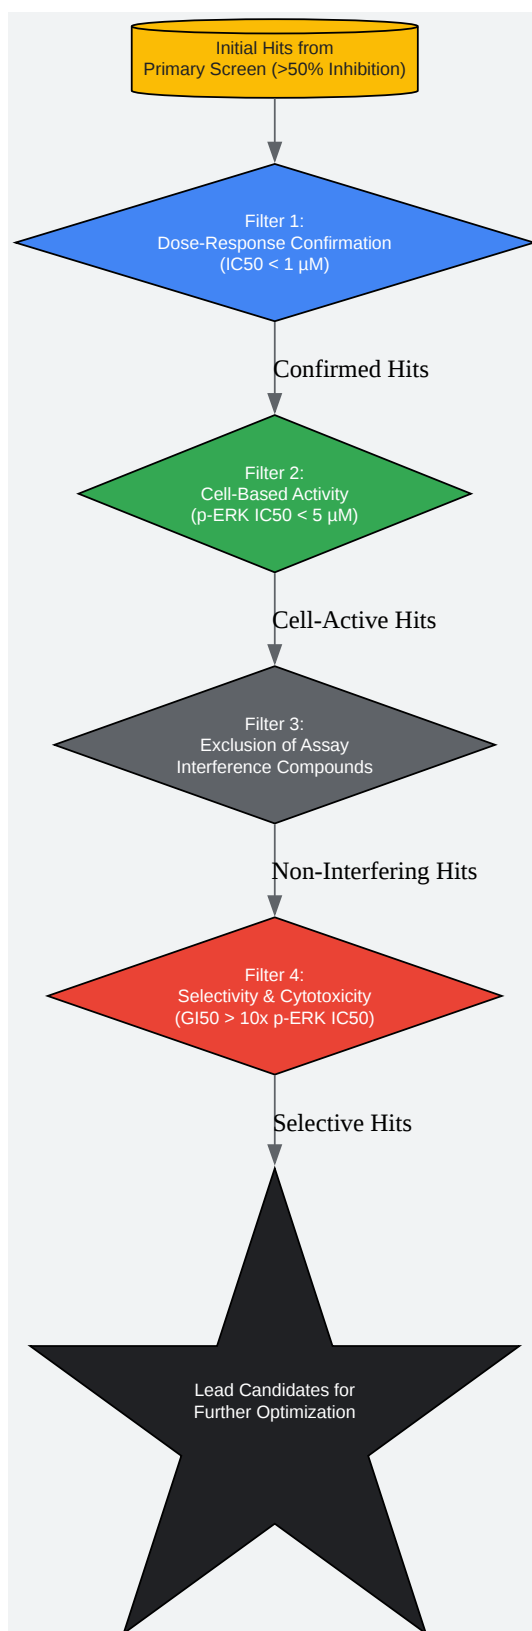 Initial Hits from
Primary Screen (>50% Inhibition)
Filter 1:
Dose-Response Confirmation
(IC50 < 1 µM)
Confirmed Hits
Filter 2:
Cell-Based Activity
(p-ERK IC50 < 5 µM)
Cell-Active Hits
Filter 3:
Exclusion of Assay
Interference Compounds
Non-Interfering Hits
Filter 4:
Selectivity & Cytotoxicity
(GI50 > 10x p-ERK IC50)
Selective Hits
Lead Candidates for
Further Optimization